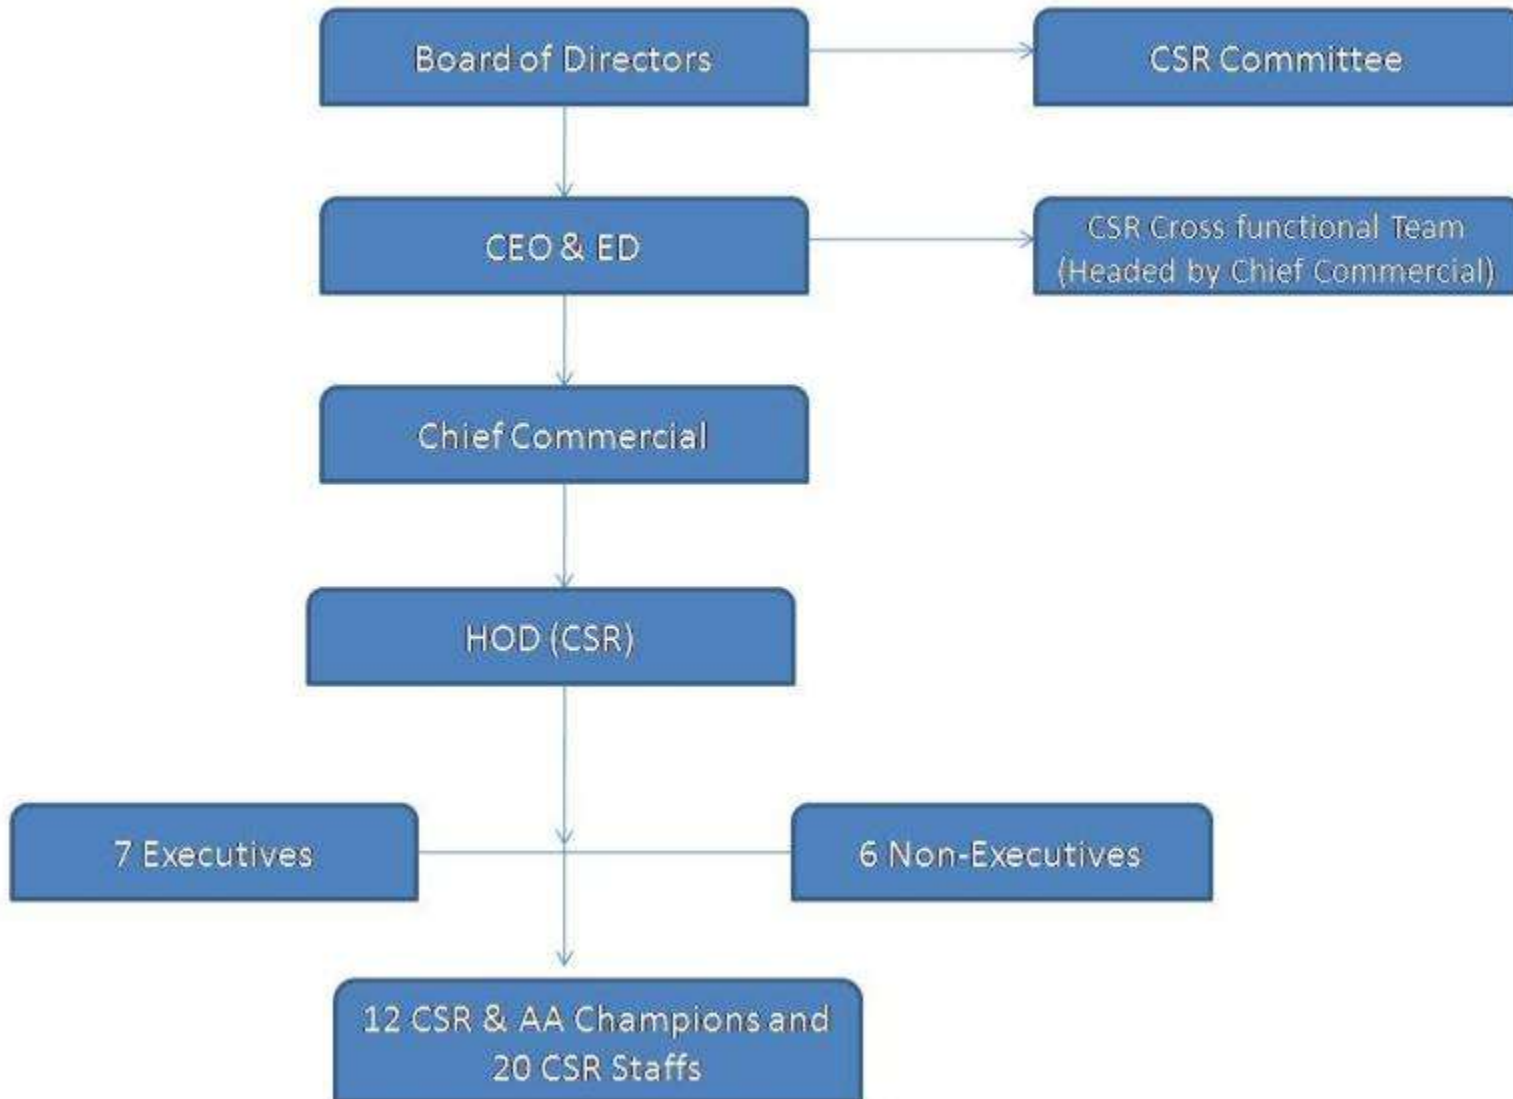 Board of Directors
CSR Committee
CEO & ED
CSR Cross functional Team
(Headed by Chief Commercial)
Chief Commercial
HOD (CSR)
7 Executives
6 Non-Executives
12 CSR & AA Champions and
20 CSR Staffs